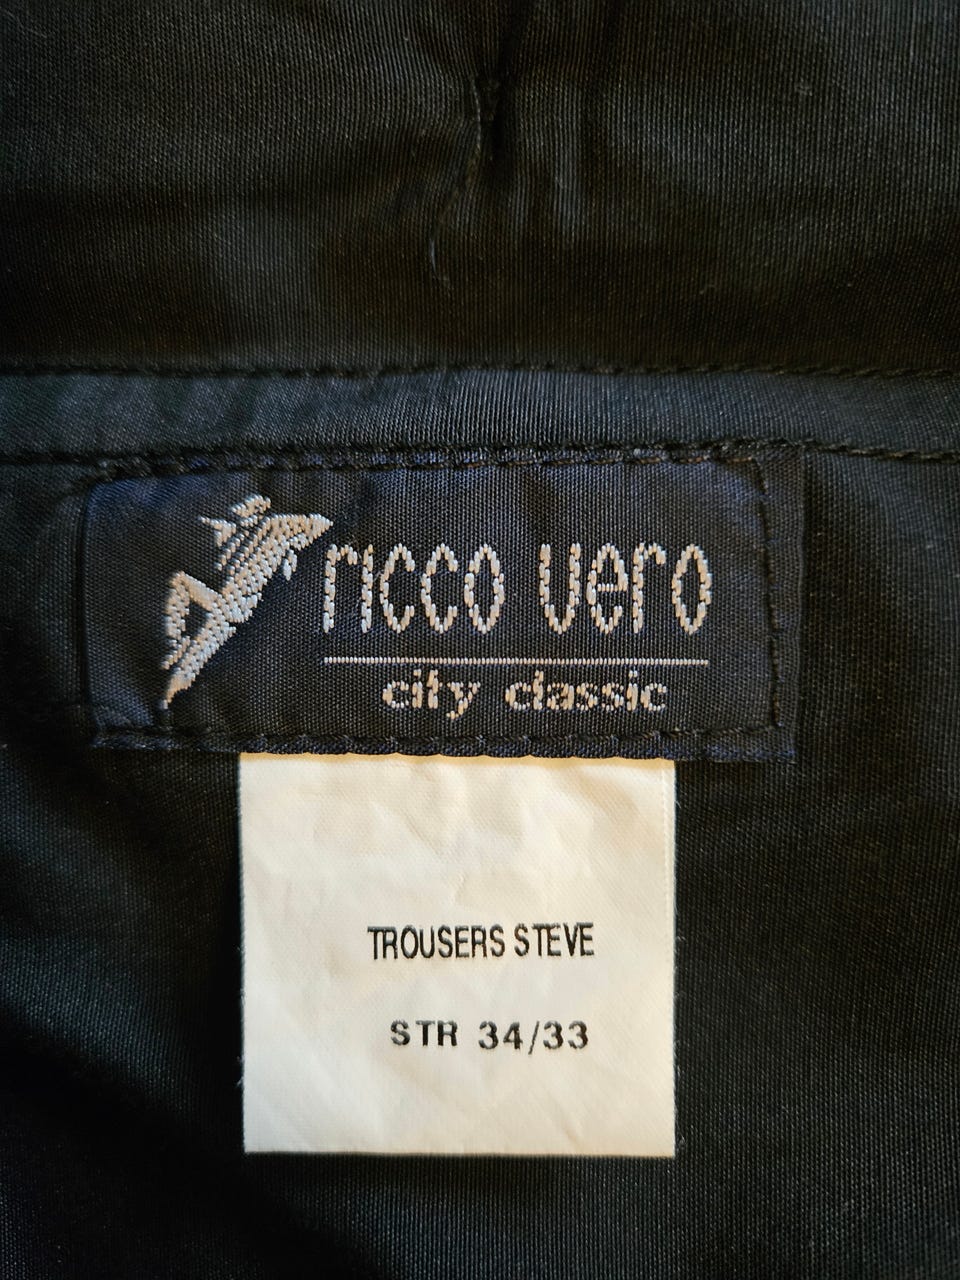 ricco vero
city classic
TROUSERS STEVE
STR 34/33